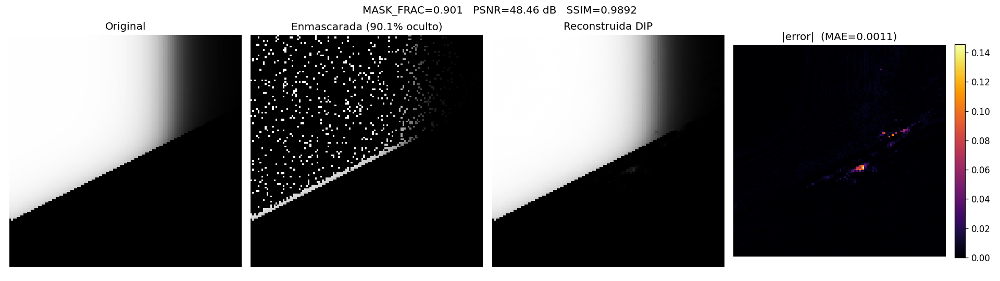 MASK_FRAC=0.901   PSNR=48.46 dB   SSIM=0.9892
Original
Enmascarada (90.1% oculto)
Reconstruida DIP
|error|  (MAE=0.0011)
0.14
0.12
0.10
0.08
0.06
0.04
0.02
0.00